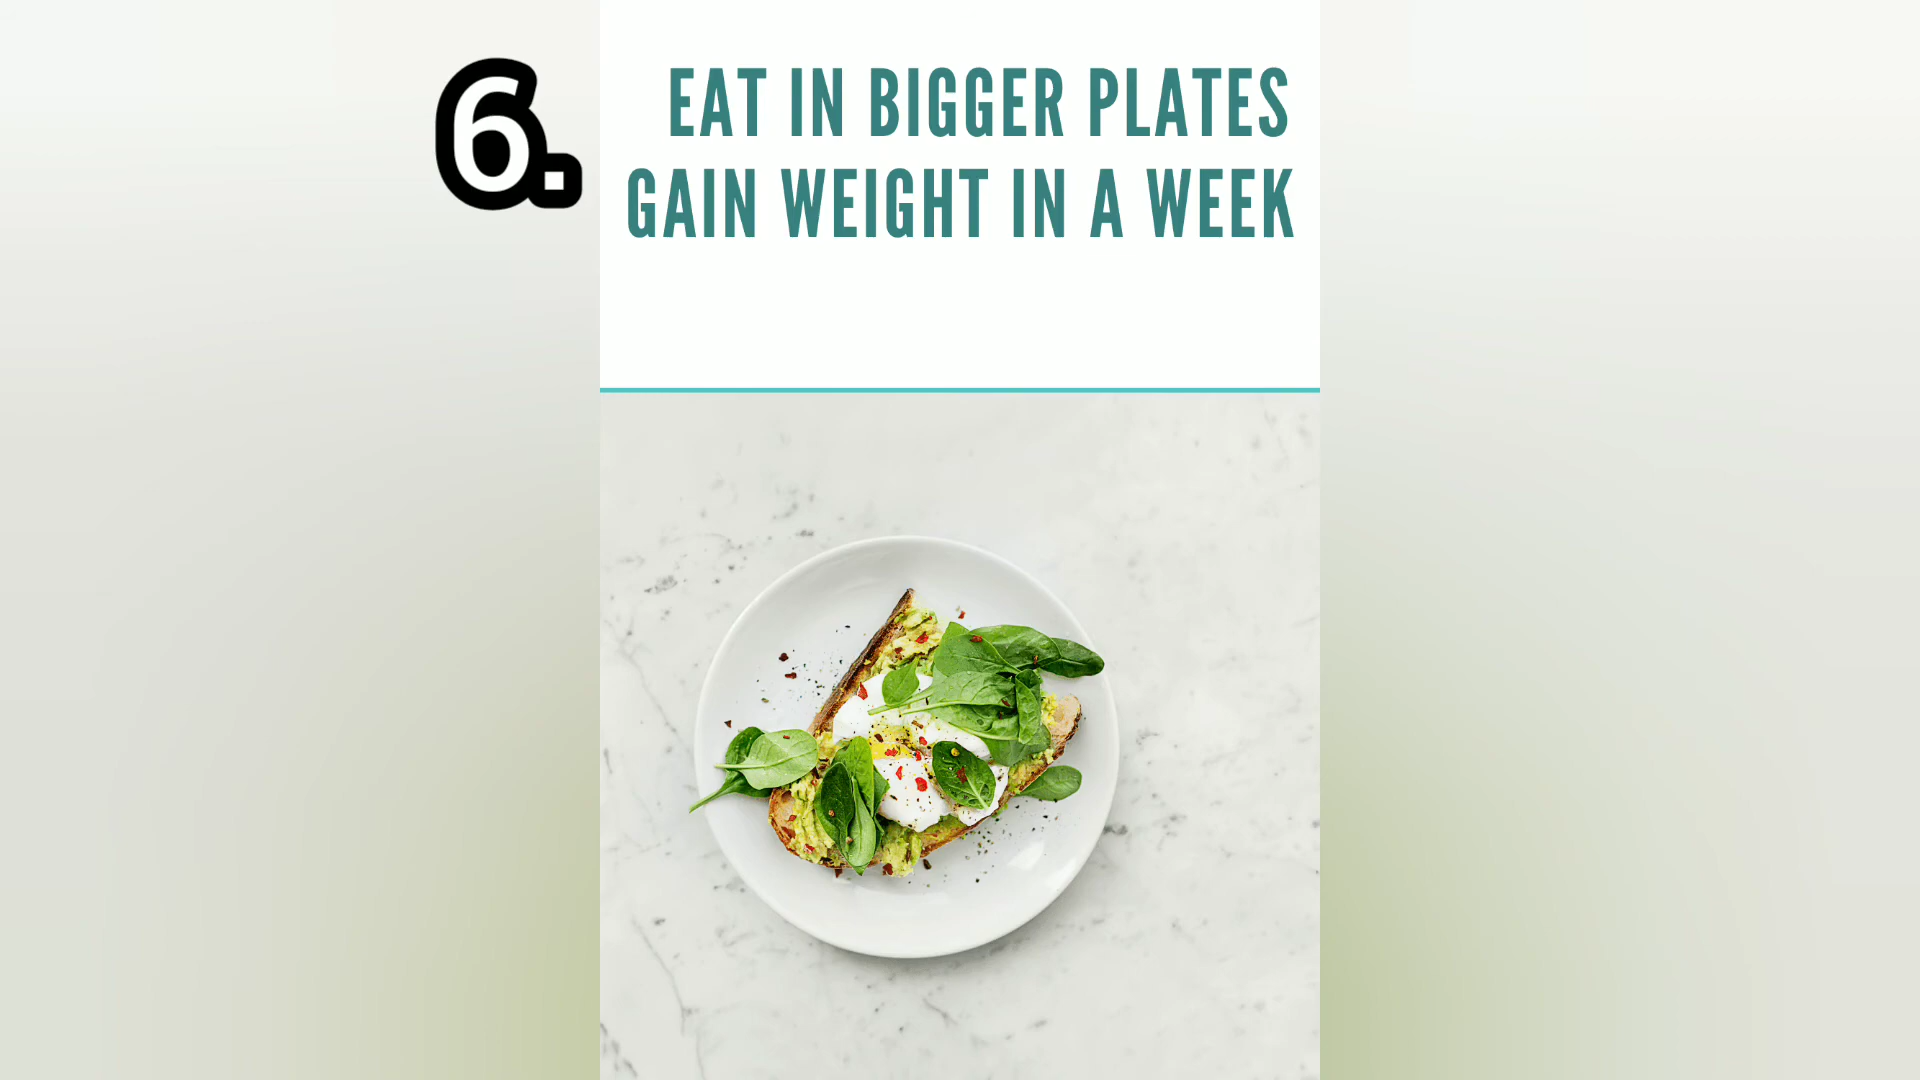 6.
EAT IN BIGGER PLATES
GAIN WEIGHT IN A WEEK